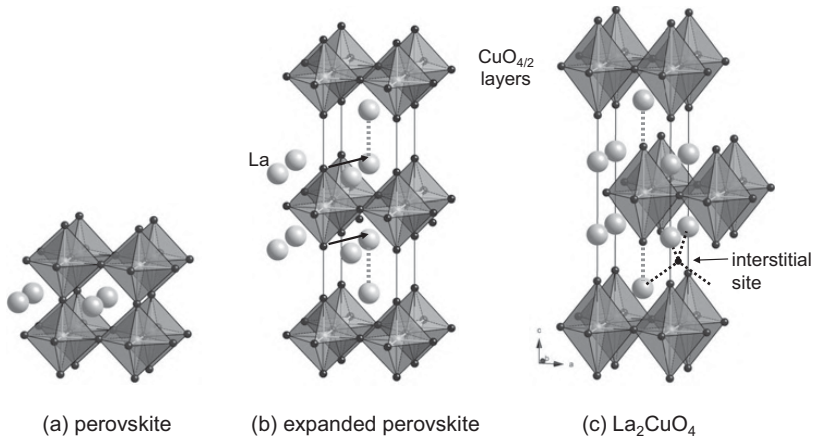 CuO₄/₂
layers
La
interstitial
site
c
b
a
(a) perovskite
(b) expanded perovskite
(c) La₂CuO₄